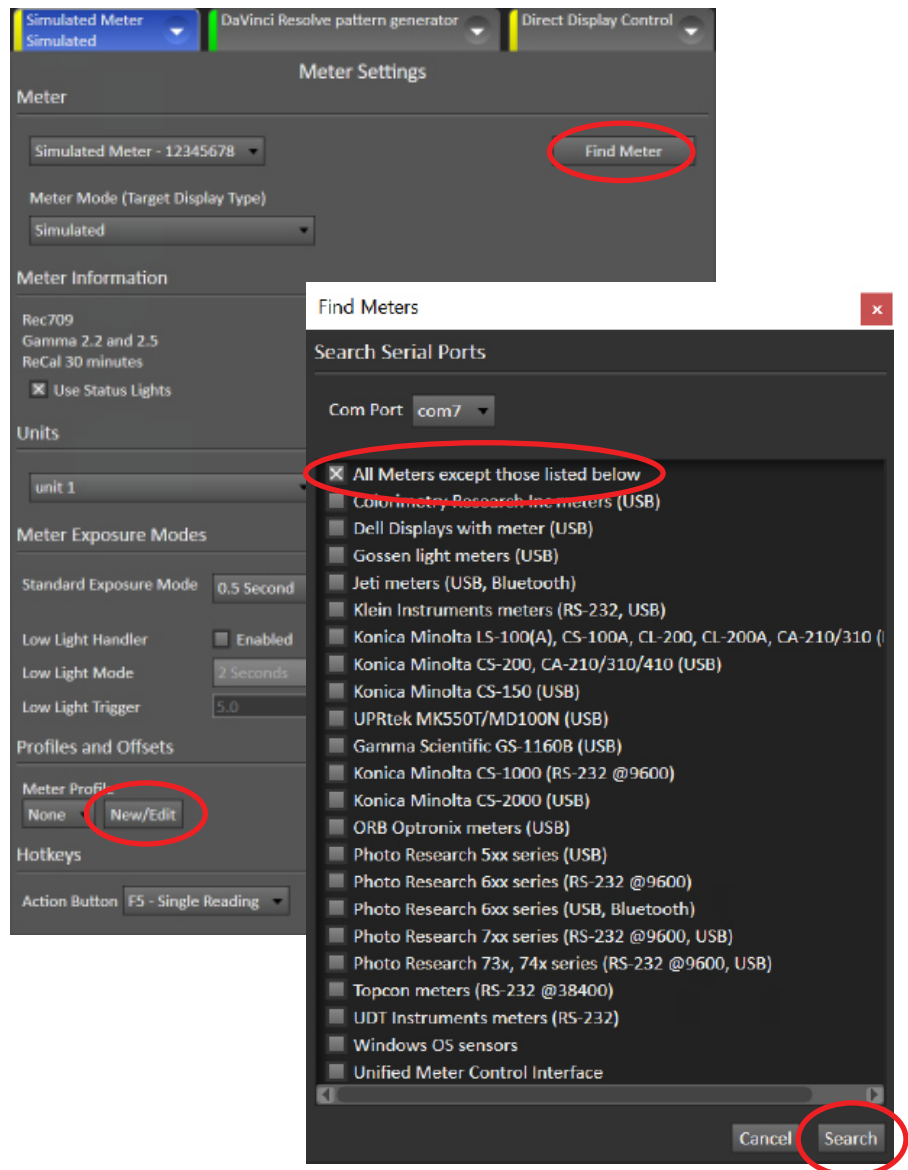 Simulated Meter
Simulated
DaVinci Resolve pattern generator
Direct Display Control
Meter Settings
Meter
Simulated Meter - 12345678
Find Meter
Meter Mode (Target Display Type)
Simulated
Meter Information
Rec709
Gamma 2.2 and 2.5
ReCal 30 minutes
Use Status Lights
Units
unit 1
Meter Exposure Modes
Standard Exposure Mode 0.5 Second
Low Light Handler Enabled
Low Light Mode 2 Seconds
Low Light Trigger 5.0
Profiles and Offsets
Meter Profile
None New/Edit
Hotkeys
Action Button F5 - Single Reading
Find Meters
Search Serial Ports
Com Port com7
All Meters except those listed below
Colorimetry Research Inc meters (USB)
Dell Displays with meter (USB)
Gossen light meters (USB)
Jeti meters (USB, Bluetooth)
Klein Instruments meters (RS-232, USB)
Konica Minolta LS-100(A), CS-100A, CL-200, CL-200A, CA-210/310 (
Konica Minolta CS-200, CA-210/310/410 (USB)
Konica Minolta CS-150 (USB)
UPRtek MK550T/MD100N (USB)
Gamma Scientific GS-1160B (USB)
Konica Minolta CS-1000 (RS-232 @9600)
Konica Minolta CS-2000 (USB)
ORB Optronix meters (USB)
Photo Research 5xx series (USB)
Photo Research 6xx series (RS-232 @9600)
Photo Research 6xx series (USB, Bluetooth)
Photo Research 7xx series (RS-232 @9600, USB)
Photo Research 73x, 74x series (RS-232 @9600, USB)
Topcon meters (RS-232 @38400)
UDT Instruments meters (RS-232)
Windows OS sensors
Unified Meter Control Interface
Cancel Search